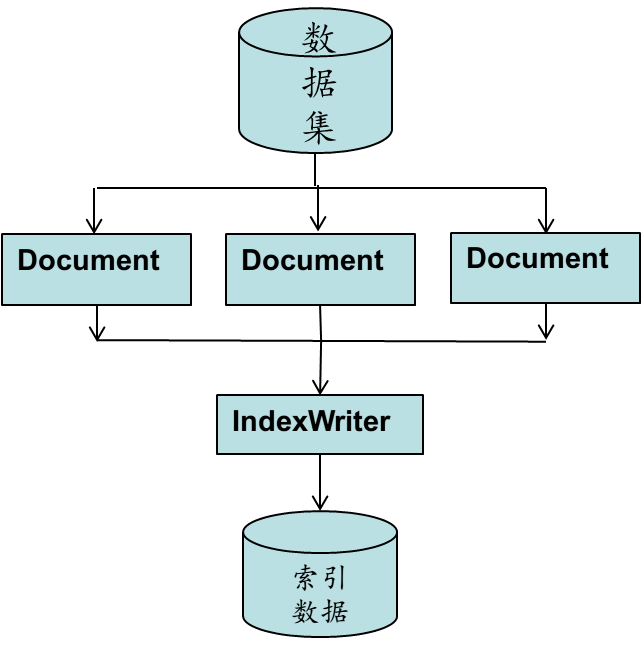 数
据
集
Document
Document
Document
IndexWriter
索引
数据